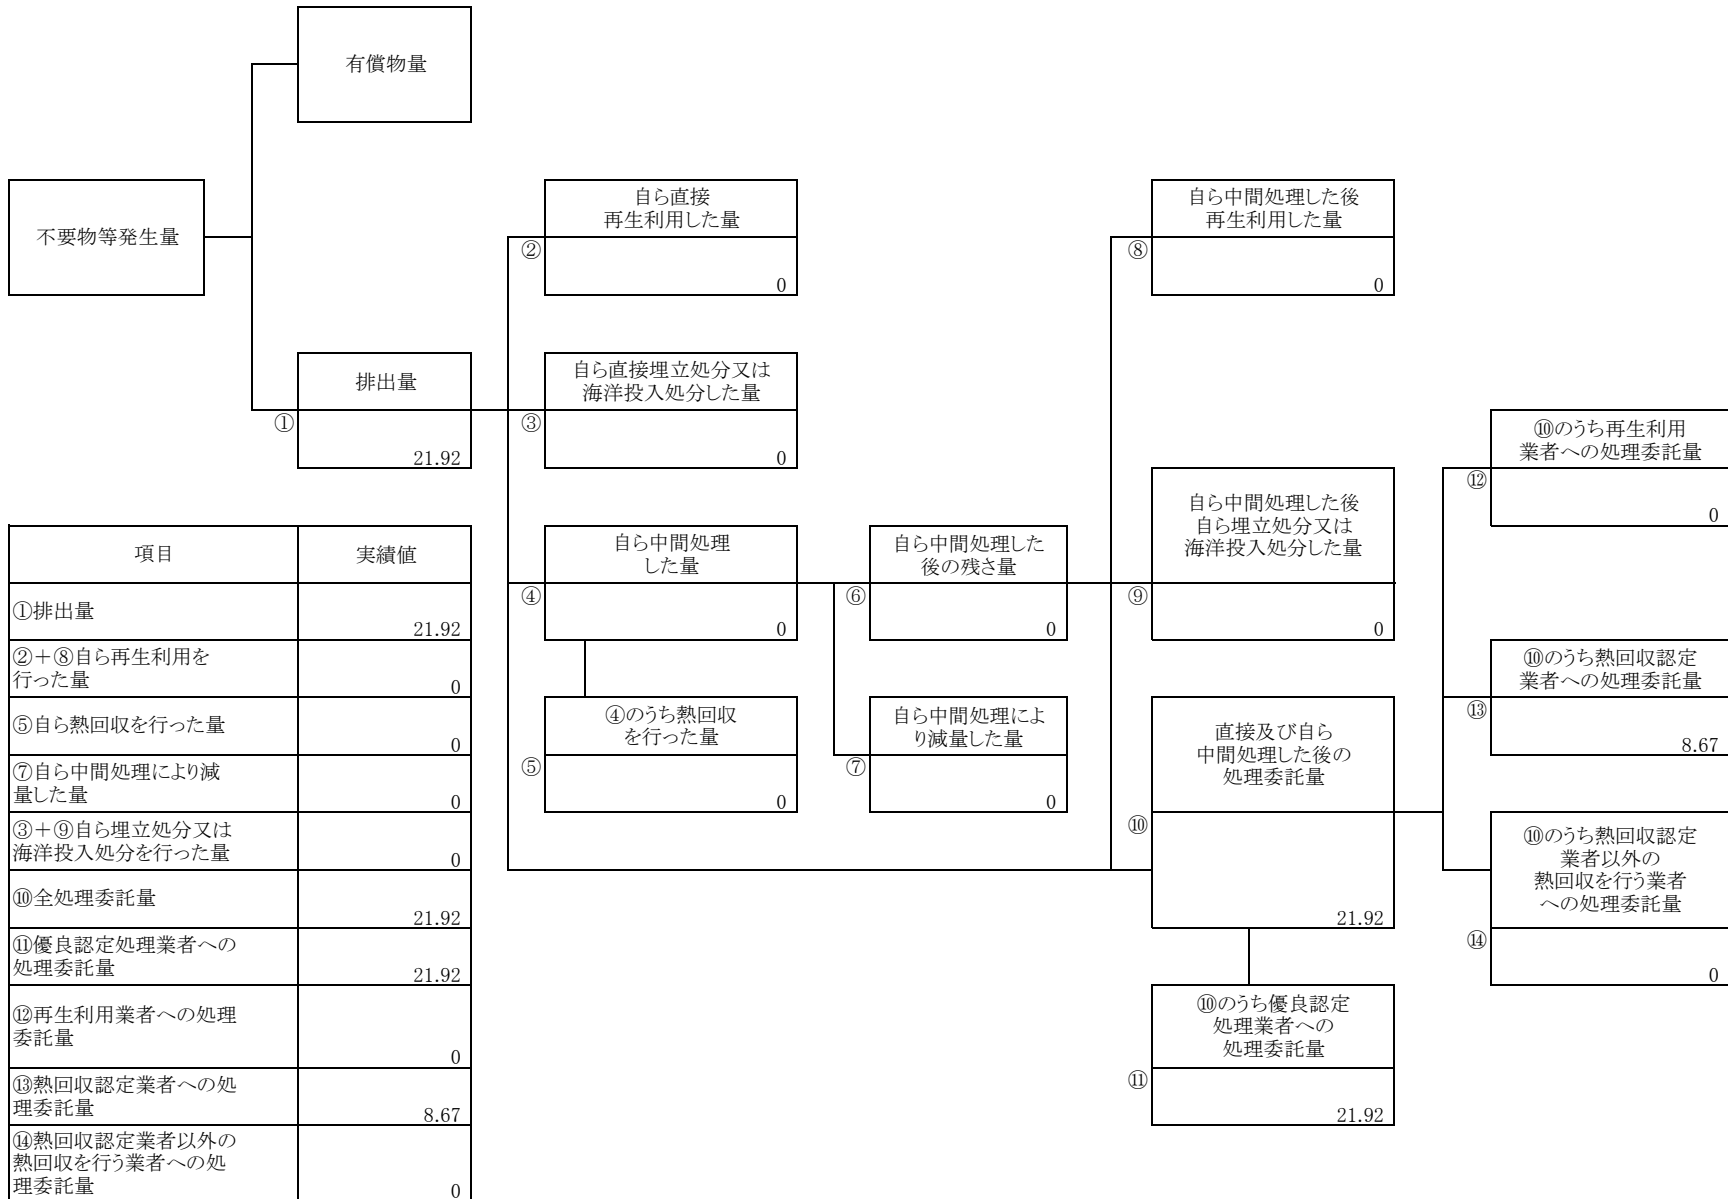 有償物量
不要物等発生量
自ら直接
再生利用した量
②
0
自ら中間処理した後
再生利用した量
⑧
0
排出量
①
21.92
自ら直接埋立処分又は
海洋投入処分した量
③
0
⑩のうち再生利用
業者への処理委託量
⑫
0
自ら中間処理した後
自ら埋立処分又は
海洋投入処分した量
⑨
0
自ら中間処理
した量
④
0
自ら中間処理した
後の残さ量
⑥
0
⑩のうち熱回収認定
業者への処理委託量
⑬
8.67
④のうち熱回収
を行った量
⑤
0
自ら中間処理によ
り減量した量
⑦
0
直接及び自ら
中間処理した後の
処理委託量
⑩
21.92
⑩のうち熱回収認定
業者以外の
熱回収を行う業者
への処理委託量
⑭
0
⑩のうち優良認定
処理業者への
処理委託量
⑪
21.92
項目 実績値
①排出量
21.92
②＋⑧自ら再生利用を
行った量
0
⑤自ら熱回収を行った量
0
⑦自ら中間処理により減
量した量
0
③＋⑨自ら埋立処分又は
海洋投入処分を行った量
0
⑩全処理委託量
21.92
⑪優良認定処理業者への
処理委託量
21.92
⑫再生利用業者への処理
委託量
0
⑬熱回収認定業者への処
理委託量
8.67
⑭熱回収認定業者以外の
熱回収を行う業者への処
理委託量
0